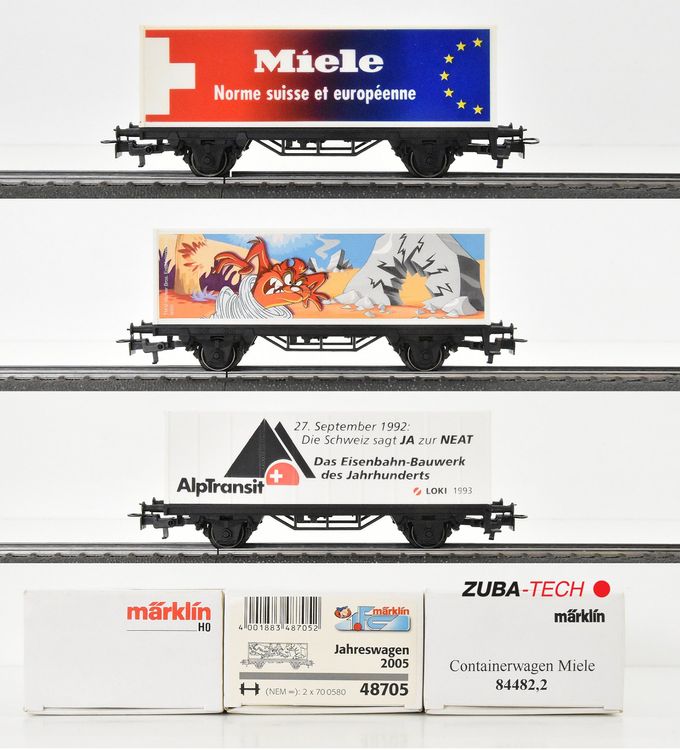 Miele
Norme suisse et européenne
27. September 1992:
Die Schweiz sagt JA zur NEAT
Das Eisenbahn-Bauwerk
des Jahrhunderts
AlpTransit
LOKI 1993
märklin
HO
4 001883 487052
märklin
Jahreswagen
2005
(NEM =): 2 x 70 0580
48705
ZUBA-TECH
märklin
Containerwagen Miele
84482,2